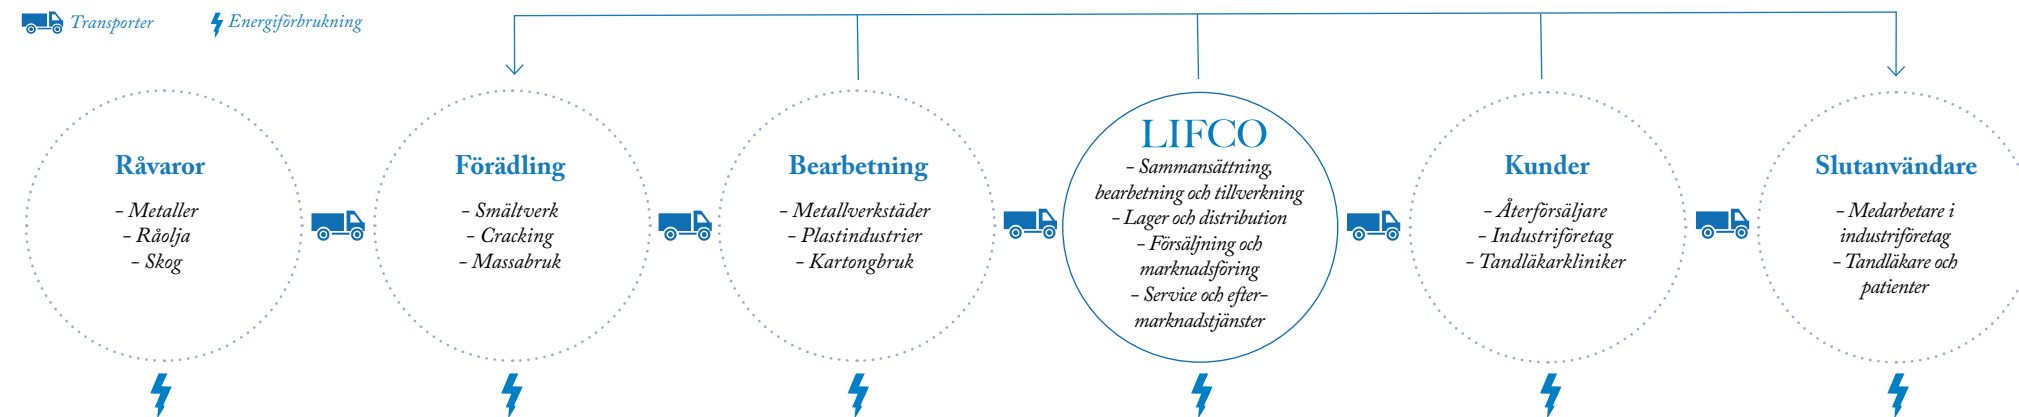 Transporter
Energiförbrukning
Råvaror
- Metaller
- Råolja
- Skog
Förädling
- Smältverk
- Cracking
- Massabruk
Bearbetning
- Metallverkstäder
- Plastindustrier
- Kartongbruk
LIFCO
- Sammansättning,
bearbetning och tillverkning
- Lager och distribution
- Försäljning och
marknadsföring
- Service och efter-
marknadstjänster
Kunder
- Återförsäljare
- Industriföretag
- Tandläkarkliniker
Slutanvändare
- Medarbetare i
industriföretag
- Tandläkare och
patienter